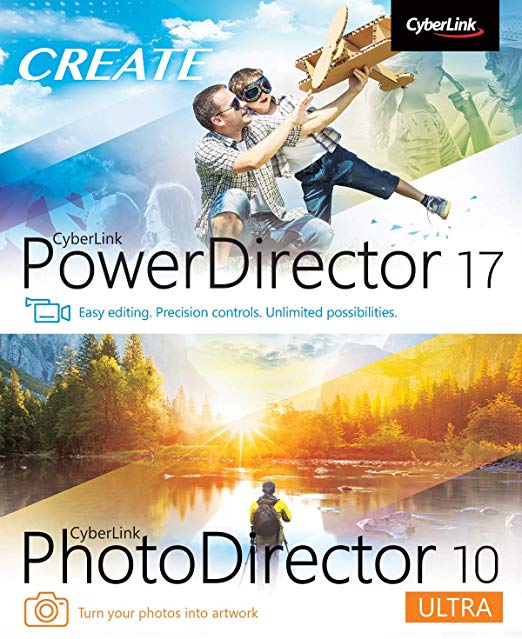 CyberLink
CREATE
CyberLink
PowerDirector 17
Easy editing. Precision controls. Unlimited possibilities.
CyberLink
PhotoDirector 10
Turn your photos into artwork
ULTRA